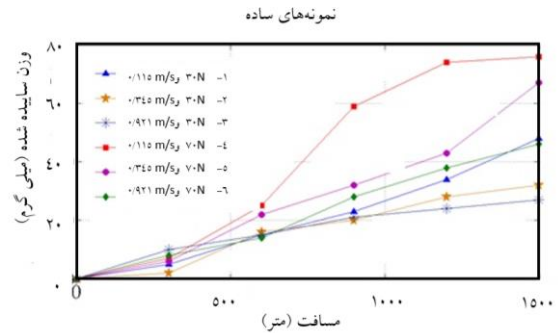 نمونه‌های ساده
وزن ساییده شده (میلی گرم)
۸۰
۶۰
۴۰
۲۰
۰
۱- ۳۰N و ۰/۱۱۵ m/s
۲- ۳۰N و ۰/۳۴۵ m/s
۳- ۳۰N و ۰/۹۲۱ m/s
۴- ۷۰N و ۰/۱۱۵ m/s
۵- ۷۰N و ۰/۳۴۵ m/s
۶- ۷۰N و ۰/۹۲۱ m/s
0 ۵۰۰ ۱۰۰۰ ۱۵۰۰
مسافت (متر)